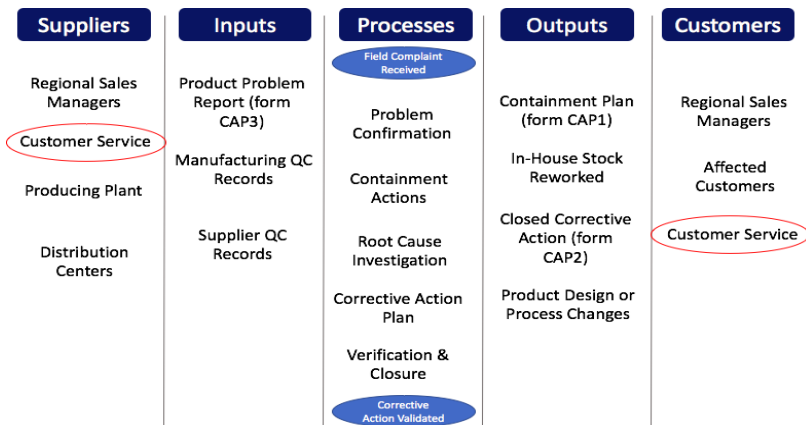 Suppliers
Regional Sales
Managers
Customer Service
Producing Plant
Distribution
Centers
Inputs
Product Problem
Report (form
CAP3)
Manufacturing QC
Records
Supplier QC
Records
Processes
Field Complaint
Received
Problem
Confirmation
Containment
Actions
Root Cause
Investigation
Corrective Action
Plan
Verification &
Closure
Corrective
Action Validated
Outputs
Containment Plan
(form CAP1)
In-House Stock
Reworked
Closed Corrective
Action (form
CAP2)
Product Design or
Process Changes
Customers
Regional Sales
Managers
Affected
Customers
Customer Service